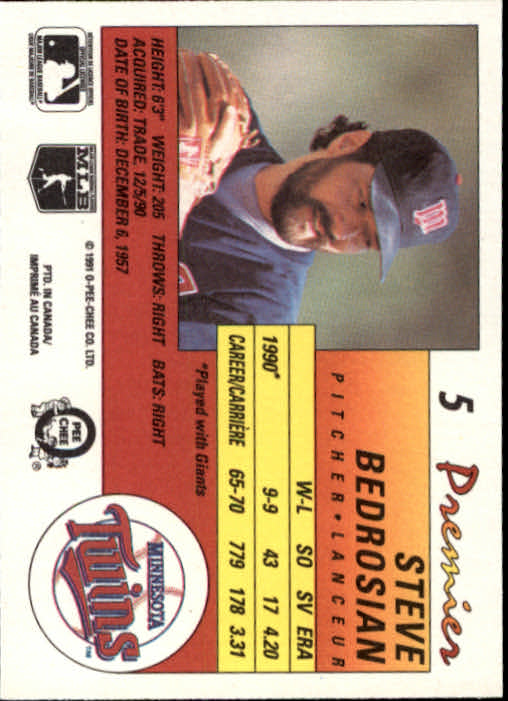 5 Premier
STEVE
BEDROSIAN
PITCHER • LANCEUR
W-L SO SV ERA
1990* 9-9 43 17 4.20
CAREER/CARRIÈRE 65-70 779 178 3.31
*Played with Giants
HEIGHT: 6'3" WEIGHT: 205 THROWS: RIGHT BATS: RIGHT
ACQUIRED: TRADE, 12/5/90
DATE OF BIRTH: DECEMBER 6, 1957
MINNESOTA
Twins
TM
MLB
© 1991 O-PEE-CHEE CO. LTD.
PTD. IN CANADA/
IMPRIMÉ AU CANADA
O
PEE
CHEE
®